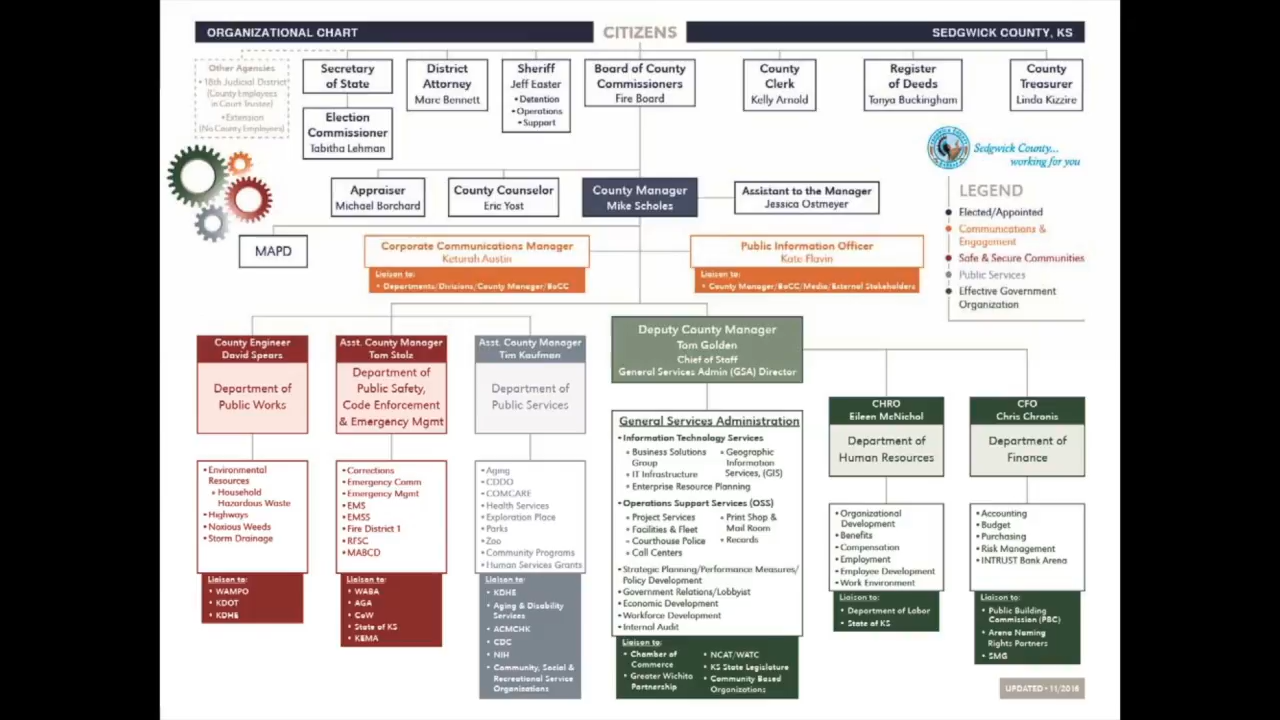 ORGANIZATIONAL CHART
CITIZENS
SEDGWICK COUNTY, KS
Other Agencies
• 18th Judicial District
(County Employees
in Court Trustee)
• Extension
(No County Employees)
Secretary
of State
Election
Commissioner
Tabitha Lehman
District
Attorney
Marc Bennett
Sheriff
Jeff Easter
• Detention
• Operations
• Support
Board of County
Commissioners
Fire Board
County
Clerk
Kelly Arnold
Register
of Deeds
Tonya Buckingham
County
Treasurer
Linda Kizzire
Sedgwick County...
working for you
Appraiser
Michael Borchard
County Counselor
Eric Yost
County Manager
Mike Scholes
Assistant to the Manager
Jessica Ostmeyer
LEGEND
Elected/Appointed
Communications &
Engagement
Safe & Secure Communities
Public Services
Effective Government
Organization
MAPD
Corporate Communications Manager
Keturah Austin
Liaison to:
• Departments/Divisions/County Manager/BoCC
Public Information Officer
Kate Flavin
Liaison to:
• County Manager/BoCC/Media/External Stakeholders
County Engineer
David Spears
Department of
Public Works
• Environmental
Resources
• Household
Hazardous Waste
• Highways
• Noxious Weeds
• Storm Drainage
Liaison to:
• WAMPO
• KDOT
• KDHE
Asst. County Manager
Tom Stolz
Department of
Public Safety,
Code Enforcement
& Emergency Mgmt
• Corrections
• Emergency Comm
• Emergency Mgmt
• EMS
• EMSS
• Fire District 1
• RFSC
• MABCD
Liaison to:
• WABA
• AGA
• CoW
• State of KS
• KEMA
Asst. County Manager
Tim Kaufman
Department of
Public Services
• Aging
• CDDO
• COMCARE
• Health Services
• Exploration Place
• Parks
• Zoo
• Community Programs
• Human Services Grants
Liaison to:
• KDHE
• Aging & Disability
Services
• ACMCHK
• CDC
• NIH
• Community, Social &
Recreational Service
Organizations
Deputy County Manager
Tom Golden
Chief of Staff
General Services Admin (GSA) Director
General Services Administration
• Information Technology Services
• Business Solutions
Group
• IT Infrastructure
• Geographic
Information
Services, (GIS)
• Enterprise Resource Planning
• Operations Support Services (OSS)
• Project Services
• Facilities & Fleet
• Courthouse Police
• Call Centers
• Print Shop &
Mail Room
• Records
• Strategic Planning/Performance Measures/
Policy Development
• Government Relations/Lobbyist
• Economic Development
• Workforce Development
• Internal Audit
Liaison to:
• Chamber of
Commerce
• Greater Wichita
Partnership
• NCAT/WATC
• KS State Legislature
• Community Based
Organizations
CHRO
Eileen McNichol
Department of
Human Resources
• Organizational
Development
• Benefits
• Compensation
• Employment
• Employee Development
• Work Environment
Liaison to:
• Department of Labor
• State of KS
CFO
Chris Chronis
Department of
Finance
• Accounting
• Budget
• Purchasing
• Risk Management
• INTRUST Bank Arena
Liaison to:
• Public Building
Commission (PBC)
• Arena Naming
Rights Partners
• SMG
UPDATED • 11/2016